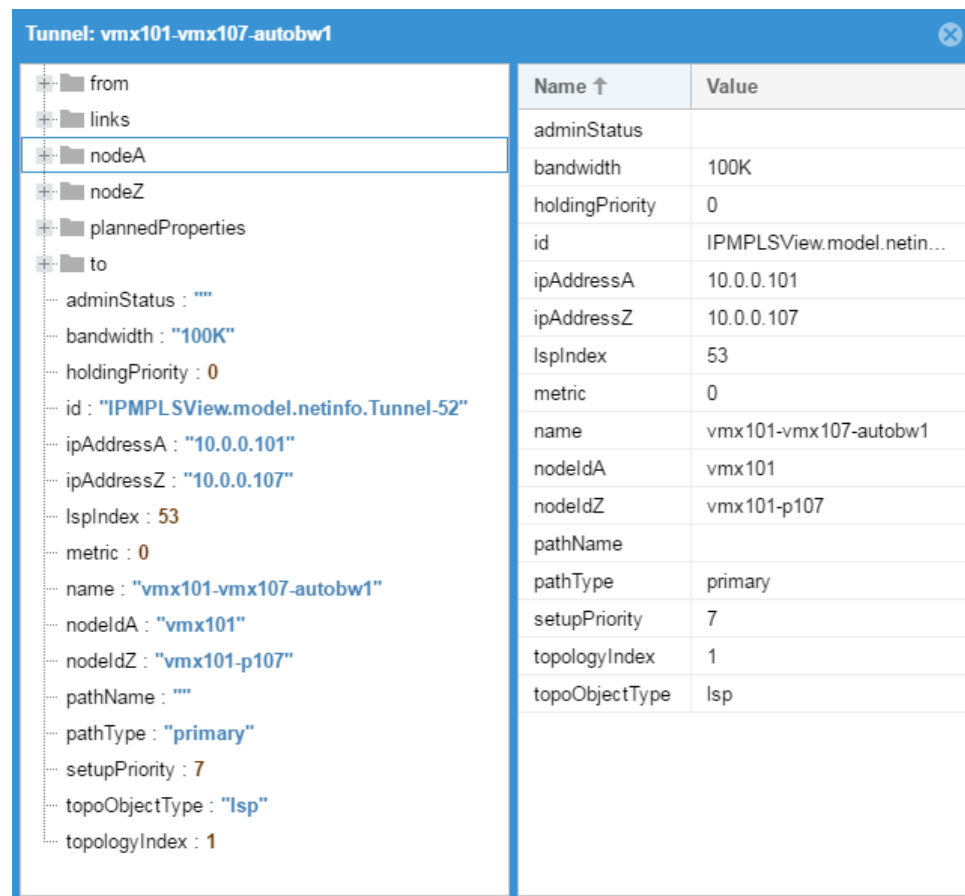 Tunnel: vmx101-vmx107-autobw1
from
links
nodeA
nodeZ
plannedProperties
to
adminStatus : ""
bandwidth : "100K"
holdingPriority : 0
id : "IPMPLSView.model.netinfo.Tunnel-52"
ipAddressA : "10.0.0.101"
ipAddressZ : "10.0.0.107"
lspIndex : 53
metric : 0
name : "vmx101-vmx107-autobw1"
nodeIdA : "vmx101"
nodeIdZ : "vmx101-p107"
pathName : ""
pathType : "primary"
setupPriority : 7
topoObjectType : "lsp"
topologyIndex : 1
Name ↑ Value
adminStatus
bandwidth 100K
holdingPriority 0
id IPMPLSView.model.netin...
ipAddressA 10.0.0.101
ipAddressZ 10.0.0.107
lspIndex 53
metric 0
name vmx101-vmx107-autobw1
nodeIdA vmx101
nodeIdZ vmx101-p107
pathName
pathType primary
setupPriority 7
topologyIndex 1
topoObjectType lsp